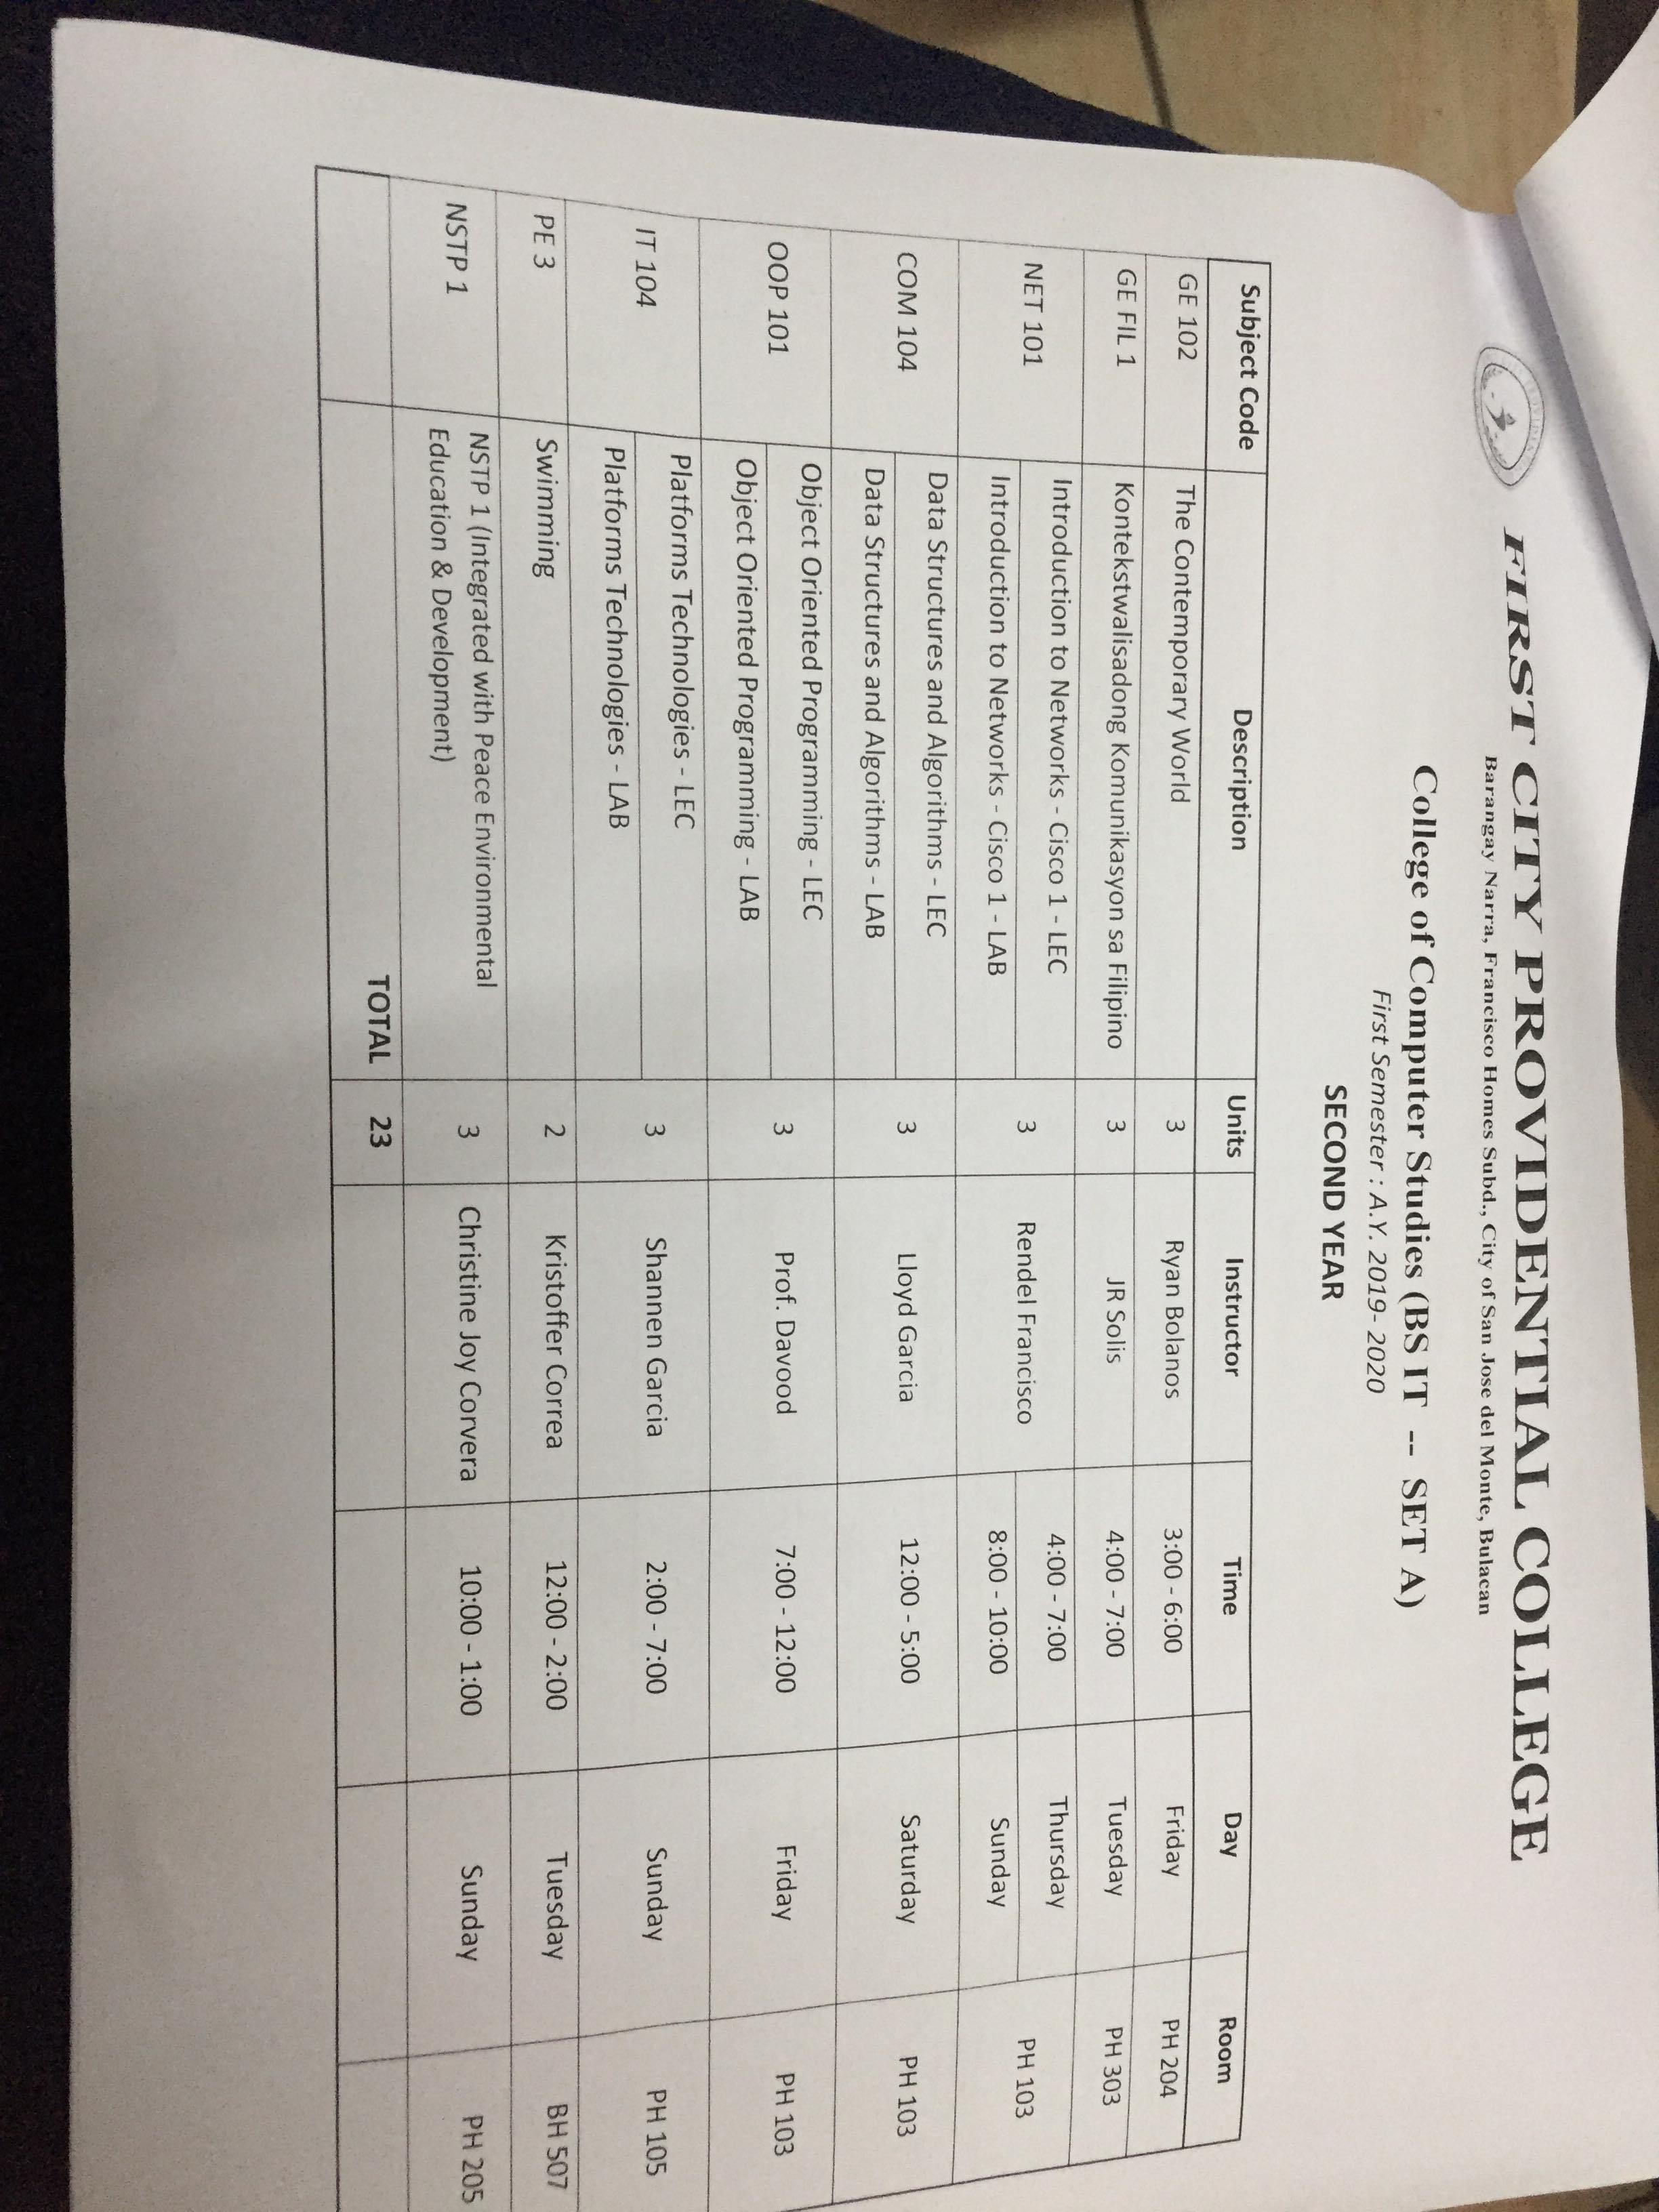 FIRST CITY PROVIDENTIAL COLLEGE
Barangay Narra, Francisco Homes Subd., City of San Jose del Monte, Bulacan
College of Computer Studies (BS IT -- SET A)
First Semester : A.Y. 2019- 2020
SECOND YEAR
Subject Code Description Units Instructor Time Day Room
GE 102 The Contemporary World 3 Ryan Bolanos 3:00 - 6:00 Friday PH 204
GE FIL 1 Kontekstwalisadong Komunikasyon sa Filipino 3 JR Solis 4:00 - 7:00 Tuesday PH 303
NET 101 Introduction to Networks - Cisco 1 - LEC 3 Rendel Francisco 4:00 - 7:00 Thursday PH 103
Introduction to Networks - Cisco 1 - LAB 8:00 - 10:00 Sunday
COM 104 Data Structures and Algorithms - LEC 3 Lloyd Garcia 12:00 - 5:00 Saturday PH 103
Data Structures and Algorithms - LAB
OOP 101 Object Oriented Programming - LEC 3 Prof. Davood 7:00 - 12:00 Friday PH 103
Object Oriented Programming - LAB
IT 104 Platforms Technologies - LEC 3 Shannen Garcia 2:00 - 7:00 Sunday PH 105
Platforms Technologies - LAB
PE 3 Swimming 2 Kristoffer Correa 12:00 - 2:00 Tuesday BH 507
NSTP 1 NSTP 1 (Integrated with Peace Environmental 3 Christine Joy Corvera 10:00 - 1:00 Sunday PH 205
Education & Development)
TOTAL 23